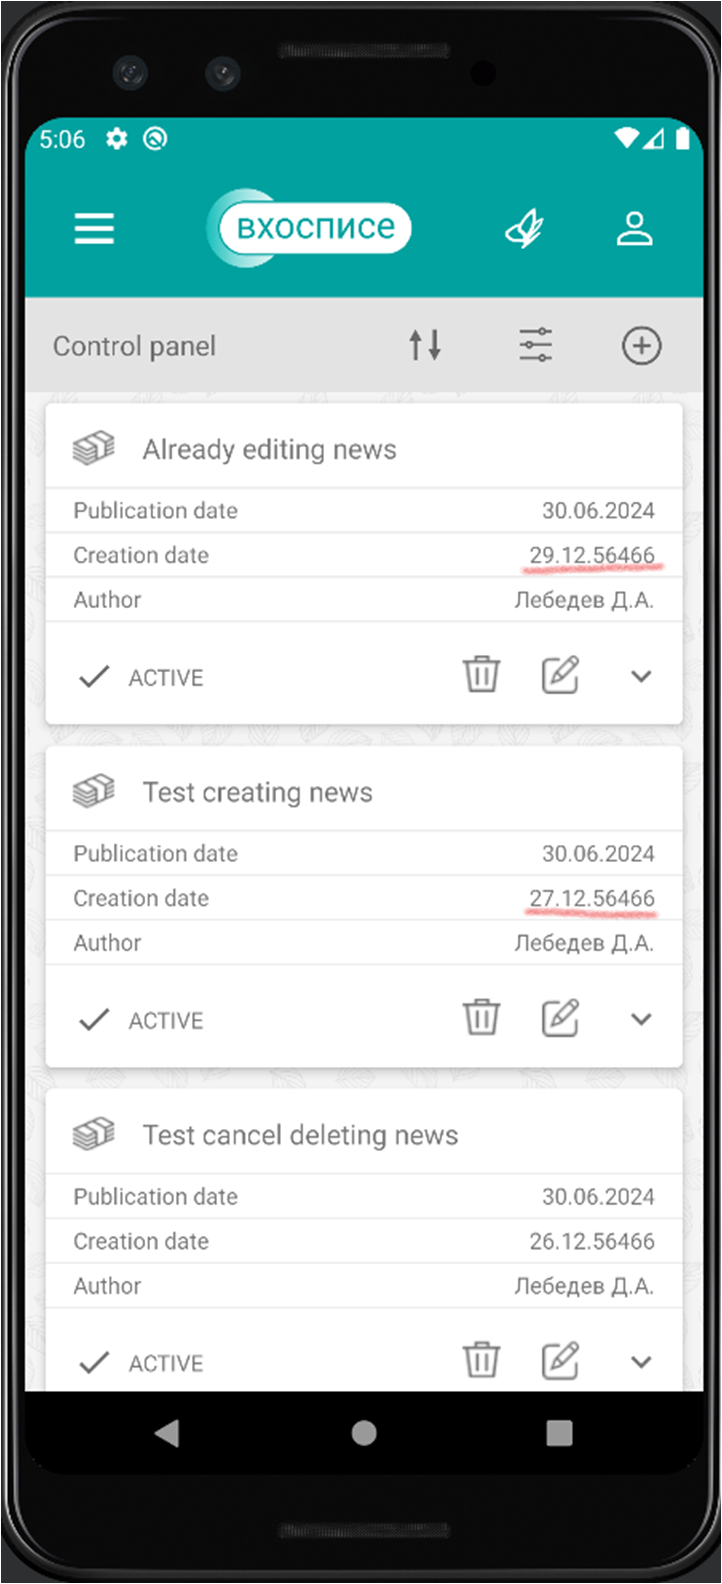 5:06
вхосписе
Control panel
Already editing news
Publication date 30.06.2024
Creation date 29.12.56466
Author Лебедев Д.А.
ACTIVE
Test creating news
Publication date 30.06.2024
Creation date 27.12.56466
Author Лебедев Д.А.
ACTIVE
Test cancel deleting news
Publication date 30.06.2024
Creation date 26.12.56466
Author Лебедев Д.А.
ACTIVE